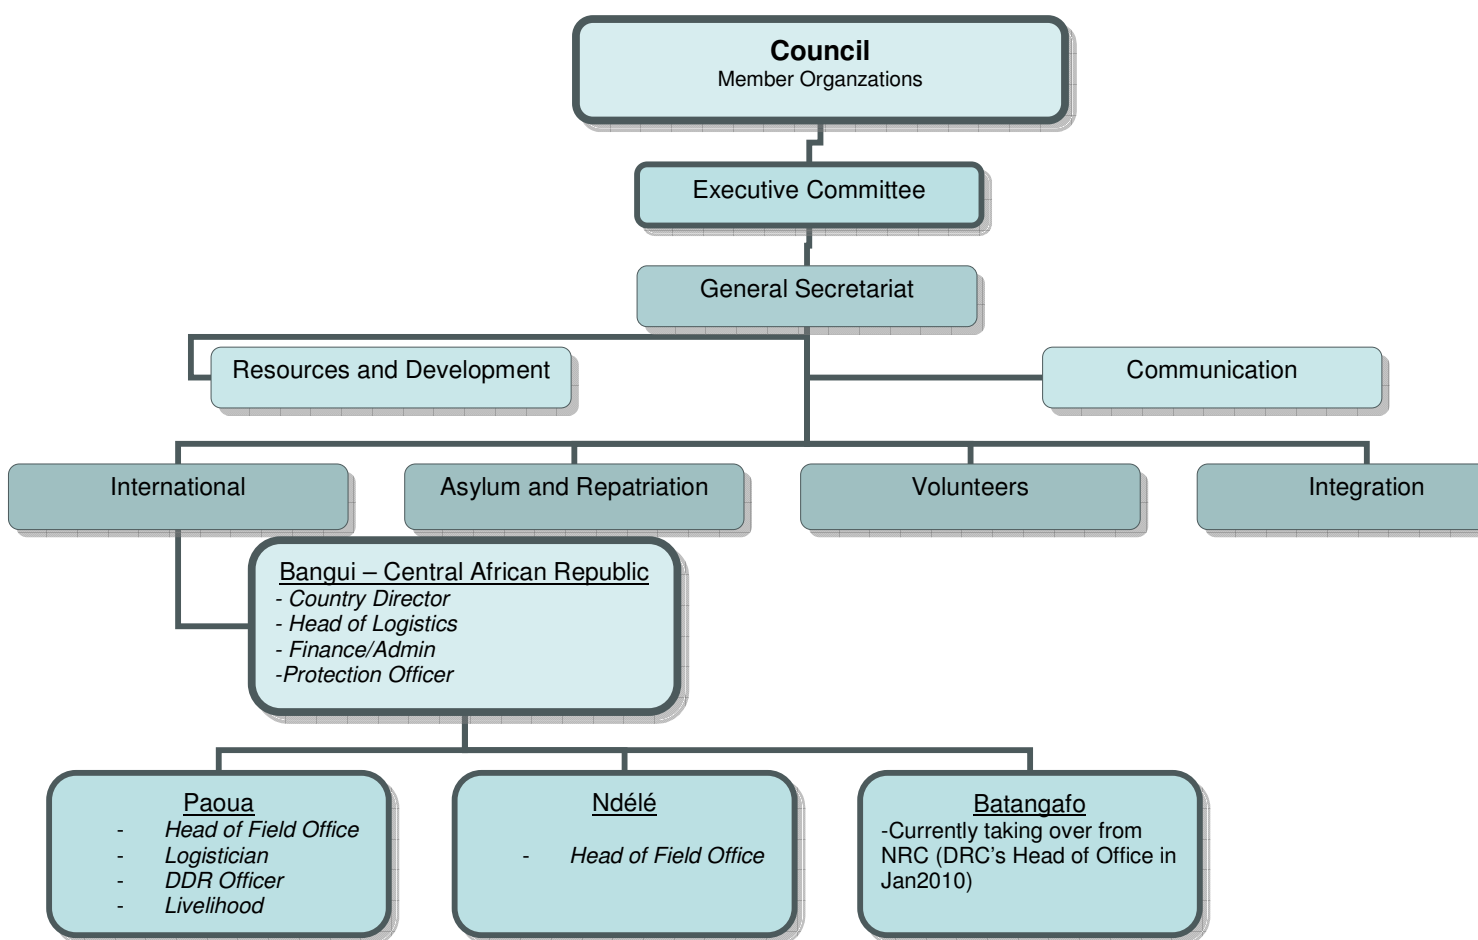 Council
Member Organzations
Executive Committee
General Secretariat
Resources and Development
Communication
International
Asylum and Repatriation
Volunteers
Integration
Bangui – Central African Republic
- Country Director
- Head of Logistics
- Finance/Admin
-Protection Officer
Paoua
- Head of Field Office
- Logistician
- DDR Officer
- Livelihood
Ndélé
- Head of Field Office
Batangafo
-Currently taking over from
NRC (DRC's Head of Office in
Jan2010)